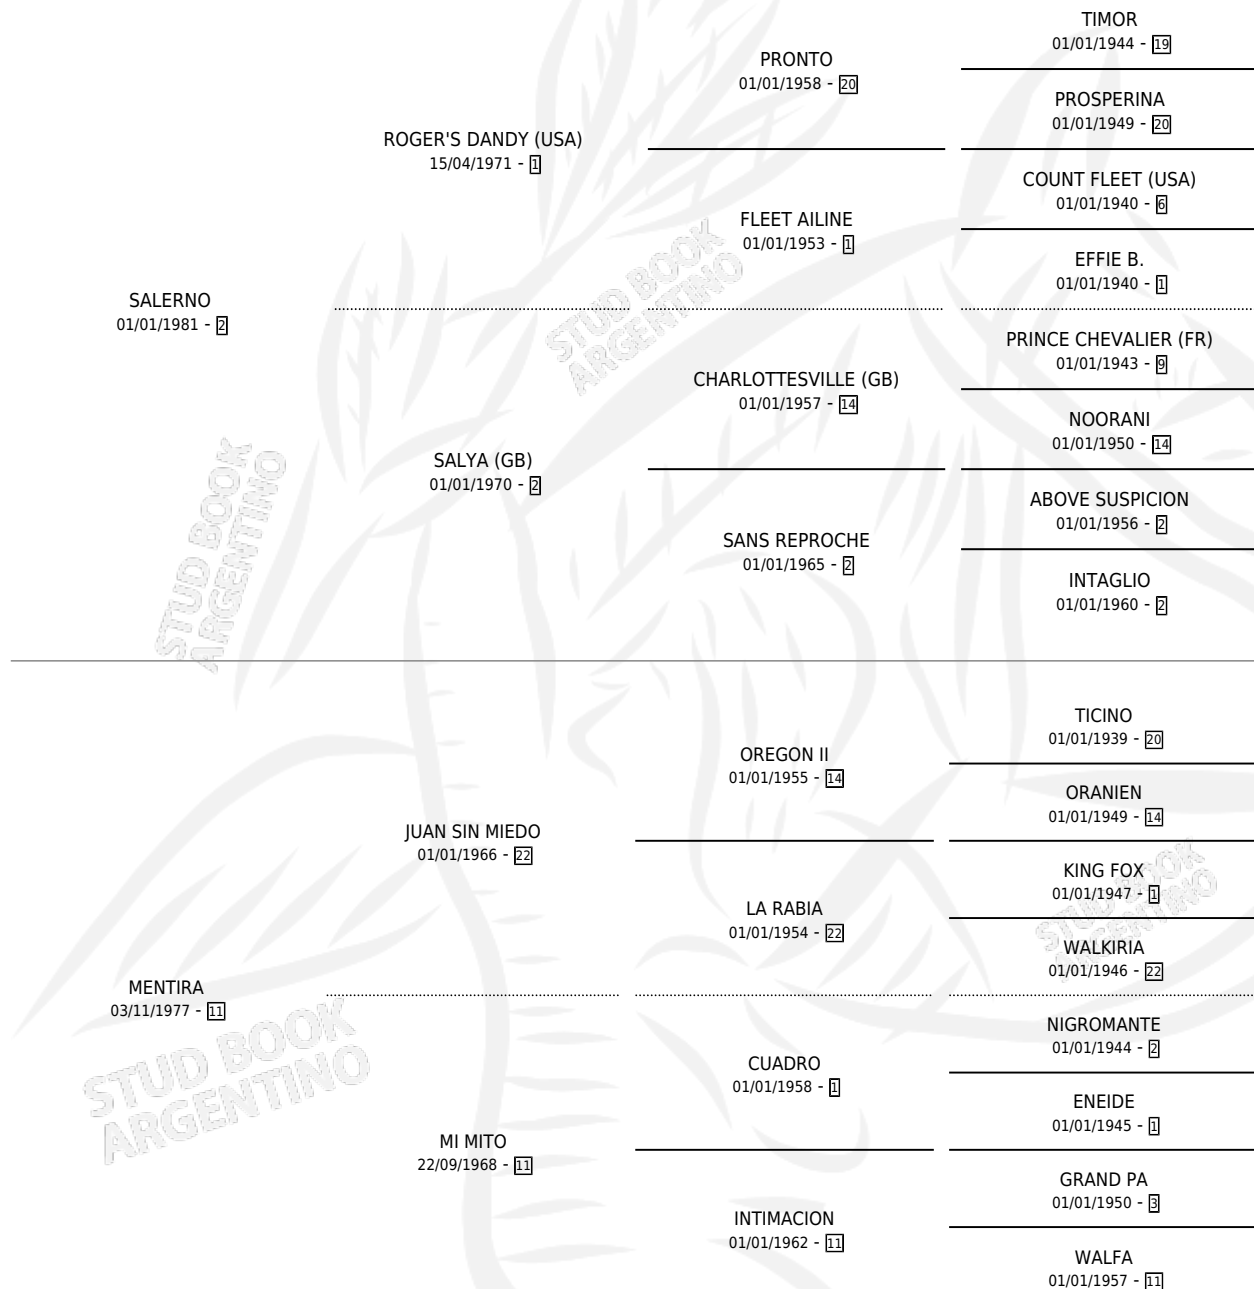 TIMOR
01/01/1944 - 19
PRONTO
01/01/1958 - 20
PROSPERINA
01/01/1949 - 20
ROGER'S DANDY (USA)
15/04/1971 - 1
COUNT FLEET (USA)
01/01/1940 - 6
FLEET AILINE
01/01/1953 - 1
EFFIE B.
01/01/1940 - 1
STUD BOOK
ARGENTINO
SALERNO
01/01/1981 - 2
PRINCE CHEVALIER (FR)
01/01/1943 - 9
CHARLOTTESVILLE (GB)
01/01/1957 - 14
NOORANI
01/01/1950 - 14
SALYA (GB)
01/01/1970 - 2
ABOVE SUSPICION
01/01/1956 - 2
SANS REPROCHE
01/01/1965 - 2
INTAGLIO
01/01/1960 - 2
STUD BOOK
ARGENTINO
TICINO
01/01/1939 - 20
OREGON II
01/01/1955 - 14
ORANIEN
01/01/1949 - 14
JUAN SIN MIEDO
01/01/1966 - 22
KING FOX
01/01/1947 - 1
LA RABIA
01/01/1954 - 22
WALKIRIA
01/01/1946 - 22
STUD BOOK
ARGENTINO
MENTIRA
03/11/1977 - 11
NIGROMANTE
01/01/1944 - 2
CUADRO
01/01/1958 - 1
ENEIDE
01/01/1945 - 1
STUD BOOK
ARGENTINO
MI MITO
22/09/1968 - 11
GRAND PA
01/01/1950 - 3
INTIMACION
01/01/1962 - 11
WALFA
01/01/1957 - 11